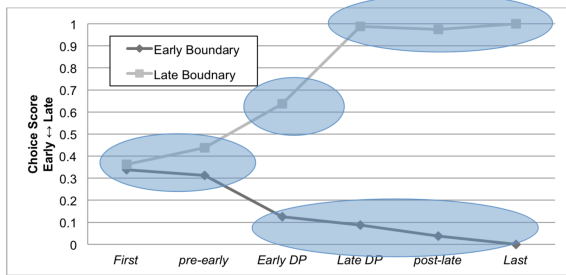 1
0.9
0.8
0.7
0.6
0.5
0.4
0.3
0.2
0.1
0
Choice Score
Early ↔ Late
Early Boundary
Late Boudnary
First pre-early Early DP Late DP post-late Last